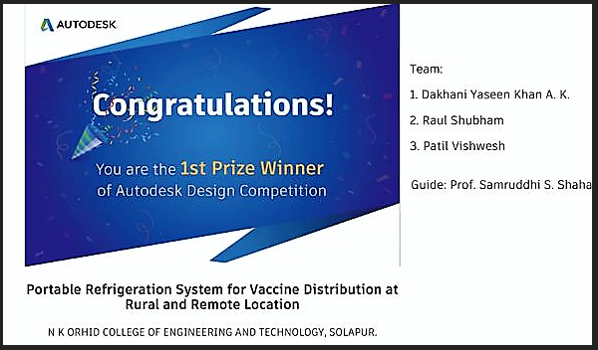 AUTODESK
Congratulations!
You are the 1st Prize Winner
of Autodesk Design Competition
Portable Refrigeration System for Vaccine Distribution at
Rural and Remote Location
N K ORHID COLLEGE OF ENGINEERING AND TECHNOLOGY, SOLAPUR.
Team:
1. Dakhani Yaseen Khan A. K.
2. Raul Shubham
3. Patil Vishwesh
Guide: Prof. Samruddhi S. Shaha